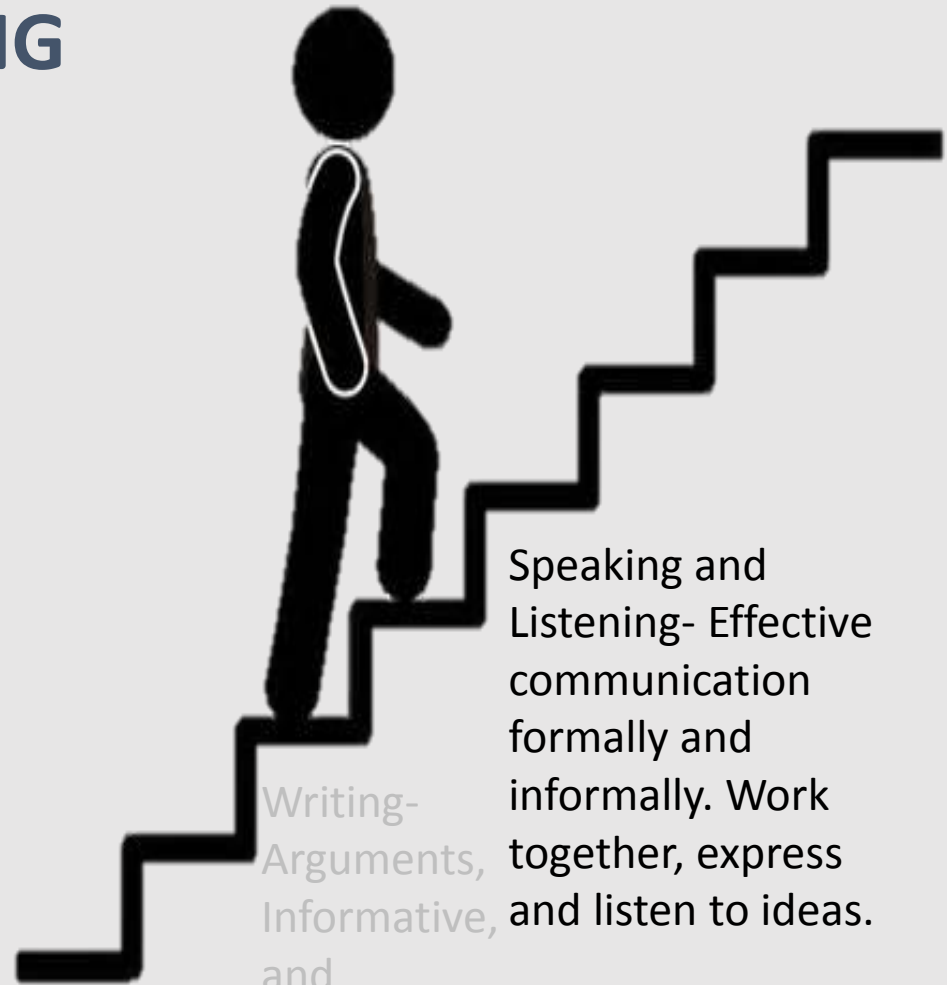 Speaking and
Listening- Effective
communication
formally and
informally. Work
together, express
and listen to ideas.
Writing-
Arguments,
Informative,
and